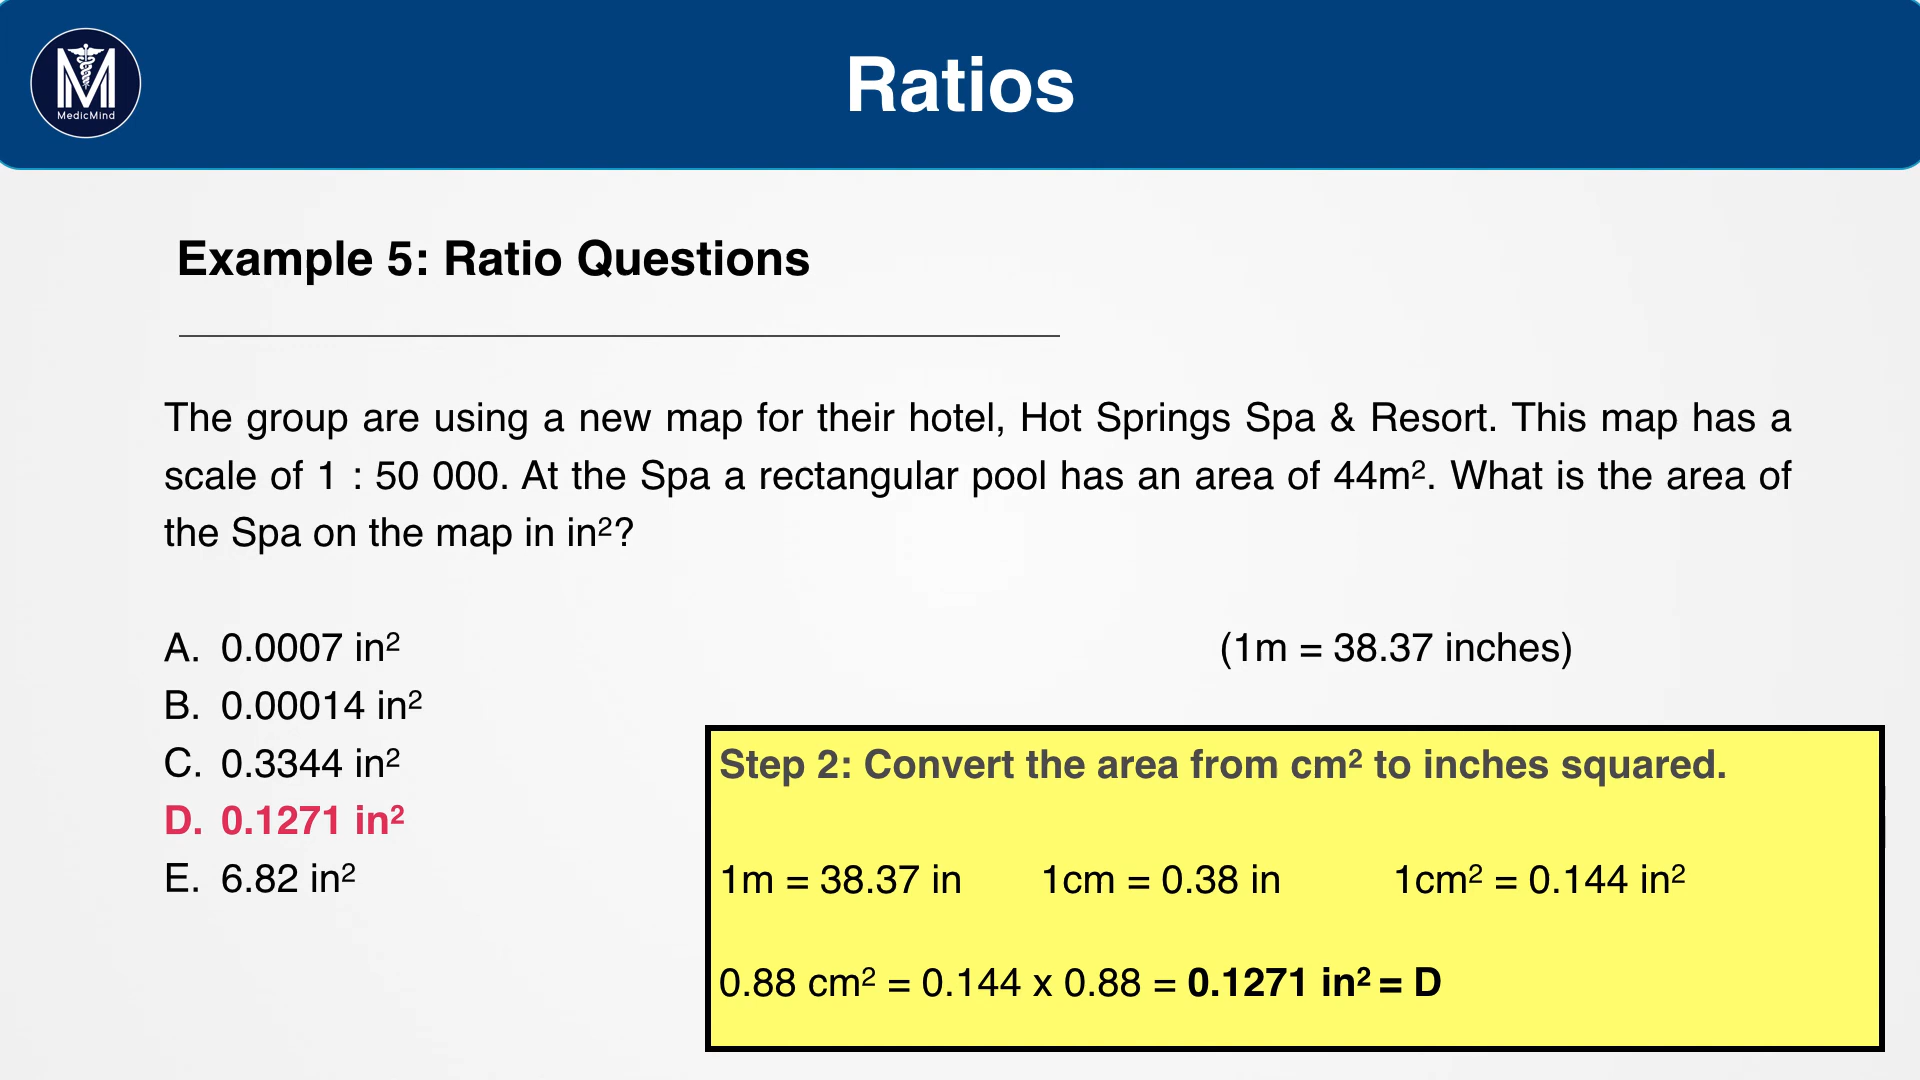 MedicMind
Ratios
Example 5: Ratio Questions
The group are using a new map for their hotel, Hot Springs Spa & Resort. This map has a
scale of 1 : 50 000. At the Spa a rectangular pool has an area of 44m². What is the area of
the Spa on the map in in²?
A. 0.0007 in²
(1m = 38.37 inches)
B. 0.00014 in²
C. 0.3344 in²
D. 0.1271 in²
E. 6.82 in²
Step 2: Convert the area from cm² to inches squared.
1m = 38.37 in 1cm = 0.38 in 1cm² = 0.144 in²
0.88 cm² = 0.144 x 0.88 = 0.1271 in² = D